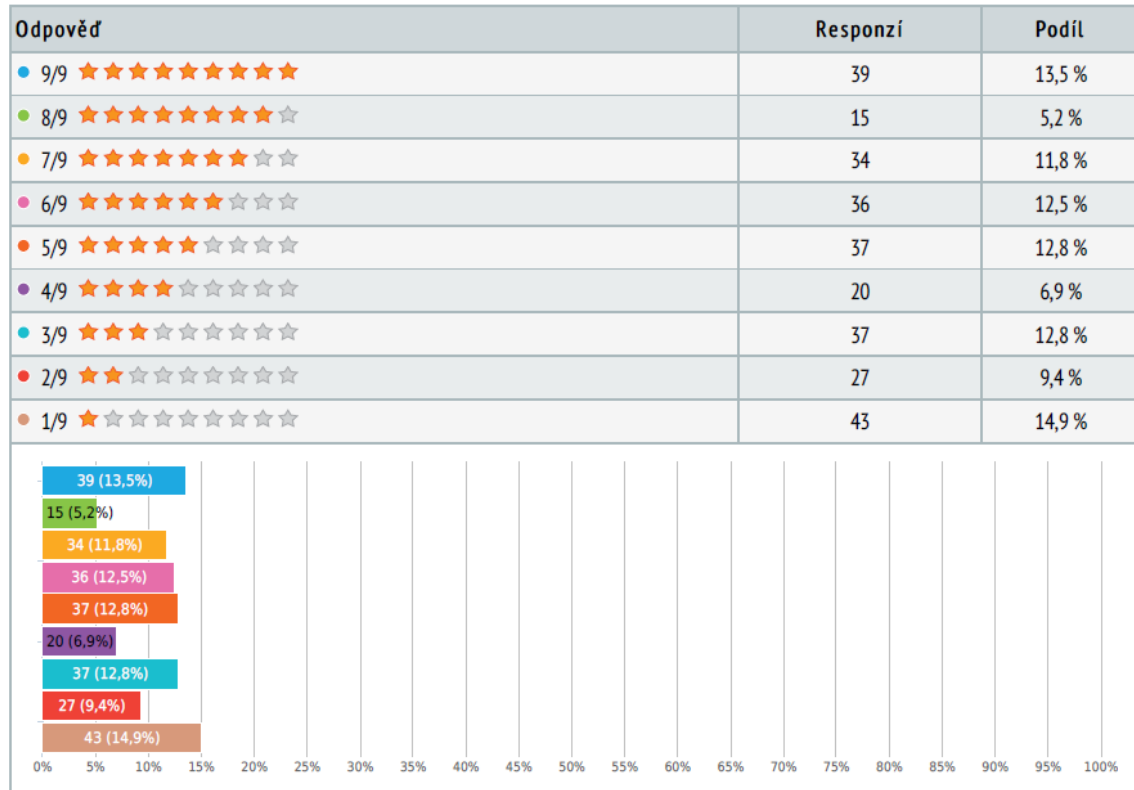 Odpověď Responzí Podíl
9/9 39 13,5 %
8/9 15 5,2 %
7/9 34 11,8 %
6/9 36 12,5 %
5/9 37 12,8 %
4/9 20 6,9 %
3/9 37 12,8 %
2/9 27 9,4 %
1/9 43 14,9 %
39 (13,5%)
15 (5,2%)
34 (11,8%)
36 (12,5%)
37 (12,8%)
20 (6,9%)
37 (12,8%)
27 (9,4%)
43 (14,9%)
0% 5% 10% 15% 20% 25% 30% 35% 40% 45% 50% 55% 60% 65% 70% 75% 80% 85% 90% 95% 100%